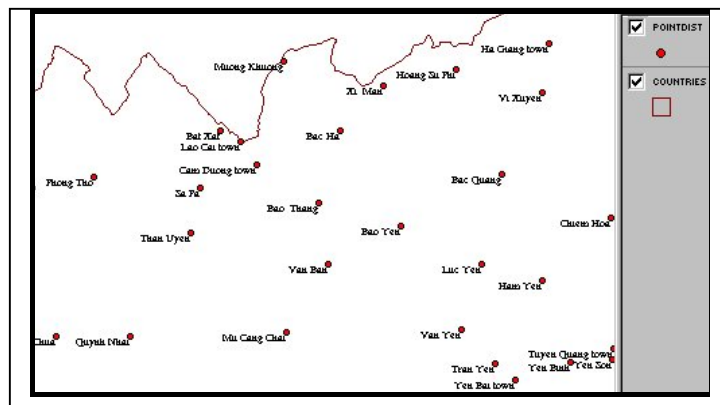 POINTDIST
COUNTRIES
Ha Giang town
Muong Khuong
Hoang Su Phi
Xi Man
Vi Xuyen
Bat Xat
Bac Ha
Lao Cai town
Cam Duong town
Phong Tho
Bac Quang
Sa Pa
Bao Thang
Chiem Hoa
Bao Yen
Than Uyen
Van Ban
Luc Yen
Ham Yen
Mu Cang Chai
Van Yen
Chua
Quynh Nhai
Tuyen Quang town
Tran Yen
Yen Binh
Yen Son
Yen Bai town